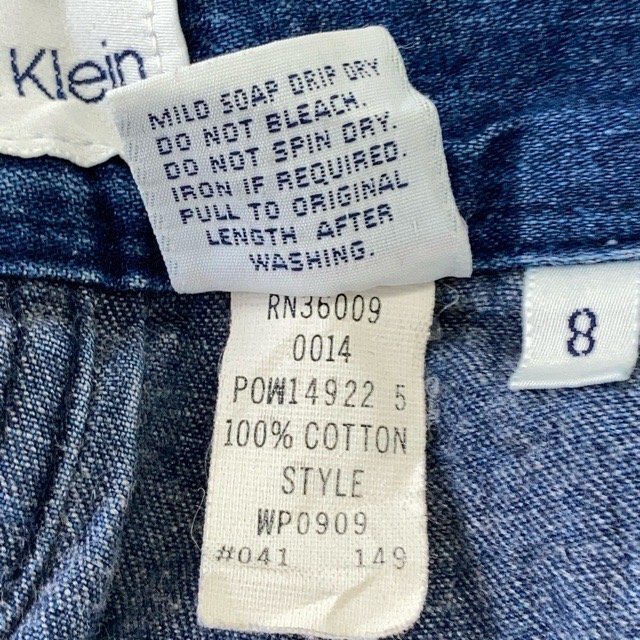 Klein
MILD SOAP DRIP DRY
DO NOT BLEACH.
DO NOT SPIN DRY.
IRON IF REQUIRED.
PULL TO ORIGINAL
LENGTH AFTER
WASHING.
RN36009
0014
POW14922 5
100% COTTON
STYLE
WP0909
#041 149
8